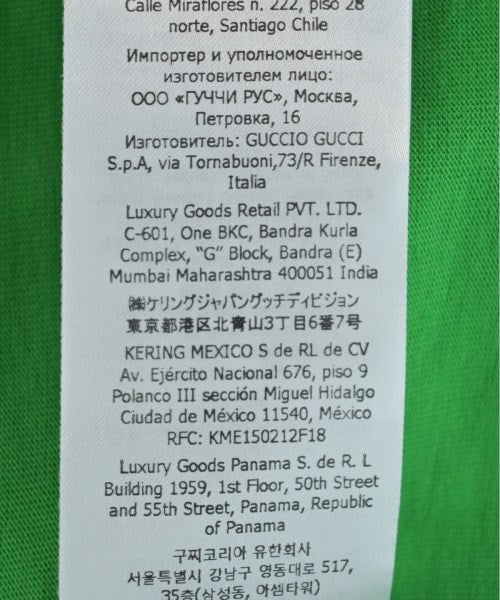 Calle Miraflores n. 222, piso 28
norte, Santiago Chile
Импортер и уполномоченное
изготовителем лицо:
ООО «ГУЧЧИ РУС», Москва,
Петровка, 16
Изготовитель: GUCCIO GUCCI
S.p.A, via Tornabuoni,73/R Firenze,
Italia
Luxury Goods Retail PVT. LTD.
C-601, One BKC, Bandra Kurla
Complex, "G" Block, Bandra (E)
Mumbai Maharashtra 400051 India
㈱ケリングジャパングッチディビジョン
東京都港区北青山3丁目6番7号
KERING MEXICO S de RL de CV
Av. Ejército Nacional 676, piso 9
Polanco III sección Miguel Hidalgo
Ciudad de México 11540, México
RFC: KME150212F18
Luxury Goods Panama S. de R. L
Building 1959, 1st Floor, 50th Street
and 55th Street, Panama, Republic
of Panama
구찌코리아 유한회사
서울특별시 강남구 영동대로 517,
35층(삼성동, 아셈타워)